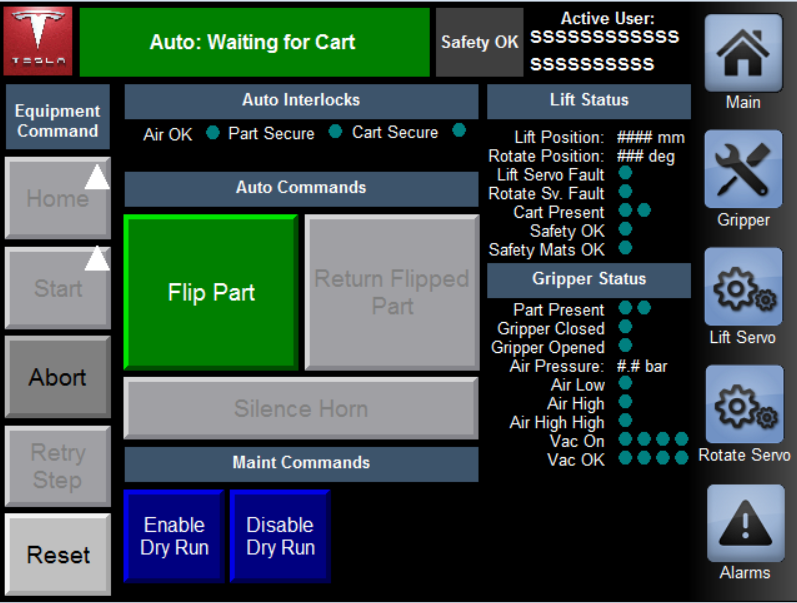 TESLA
Auto: Waiting for Cart
Safety OK
Active User:
SSSSSSSSSSSS
SSSSSSSSSS
Equipment
Command
Home
Start
Abort
Retry
Step
Reset
Auto Interlocks
Air OK
Part Secure
Cart Secure
Auto Commands
Flip Part
Return Flipped
Part
Silence Horn
Maint Commands
Enable
Dry Run
Disable
Dry Run
Lift Status
Lift Position: #### mm
Rotate Position: ### deg
Lift Servo Fault
Rotate Sv. Fault
Cart Present
Safety OK
Safety Mats OK
Gripper Status
Part Present
Gripper Closed
Gripper Opened
Air Pressure: #.# bar
Air Low
Air High
Air High High
Vac On
Vac OK
Main
Gripper
Lift Servo
Rotate Servo
Alarms